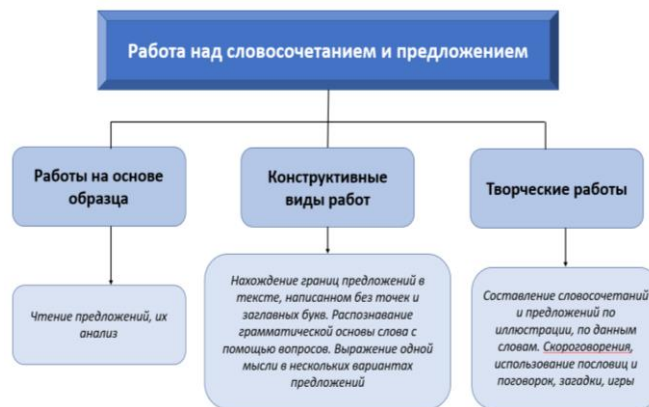 Работа над словосочетанием и предложением
Работы на основе
образца
Конструктивные
виды работ
Творческие работы
Чтение предложений, их
анализ
Нахождение границ предложений в
тексте, написанном без точек и
заглавных букв. Распознавание
грамматической основы слова с
помощью вопросов. Выражение одной
мысли в нескольких вариантах
предложений
Составление словосочетаний
и предложений по
иллюстрации, по данным
словам. Скороговорения,
использование пословиц и
поговорок, загадки, игры